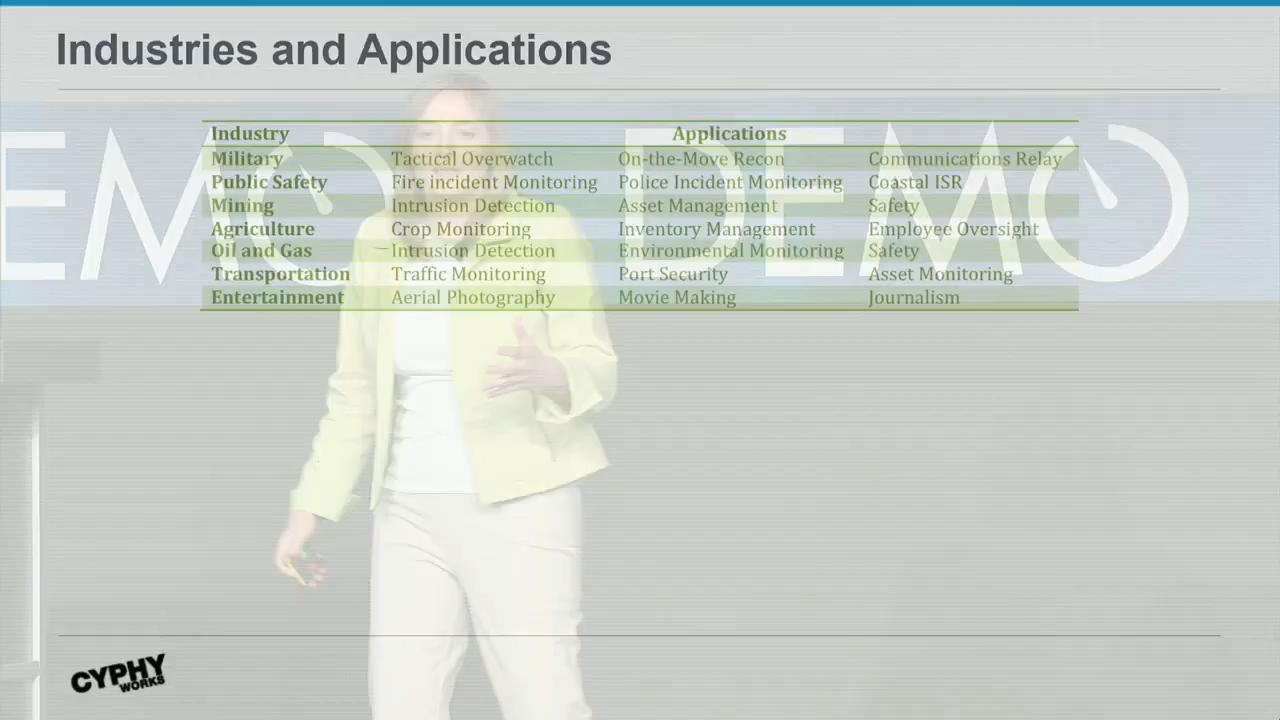 Industries and Applications
DEMO DEMO
Industry Applications
Military Tactical Overwatch On-the-Move Recon Communications Relay
Public Safety Fire incident Monitoring Police Incident Monitoring Coastal ISR
Mining Intrusion Detection Asset Management Safety
Agriculture Crop Monitoring Inventory Management Employee Oversight
Oil and Gas Intrusion Detection Environmental Monitoring Safety
Transportation Traffic Monitoring Port Security Asset Monitoring
Entertainment Aerial Photography Movie Making Journalism
CYPHY
WORKS